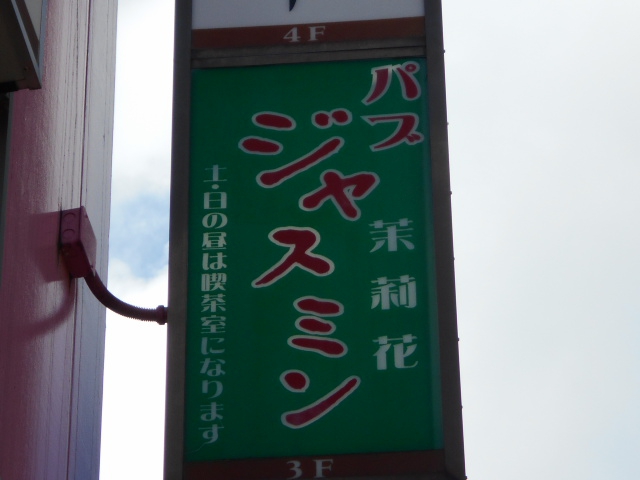 4F
パブ
ジャスミン
茉莉花
土・日の昼は喫茶室になります
3F